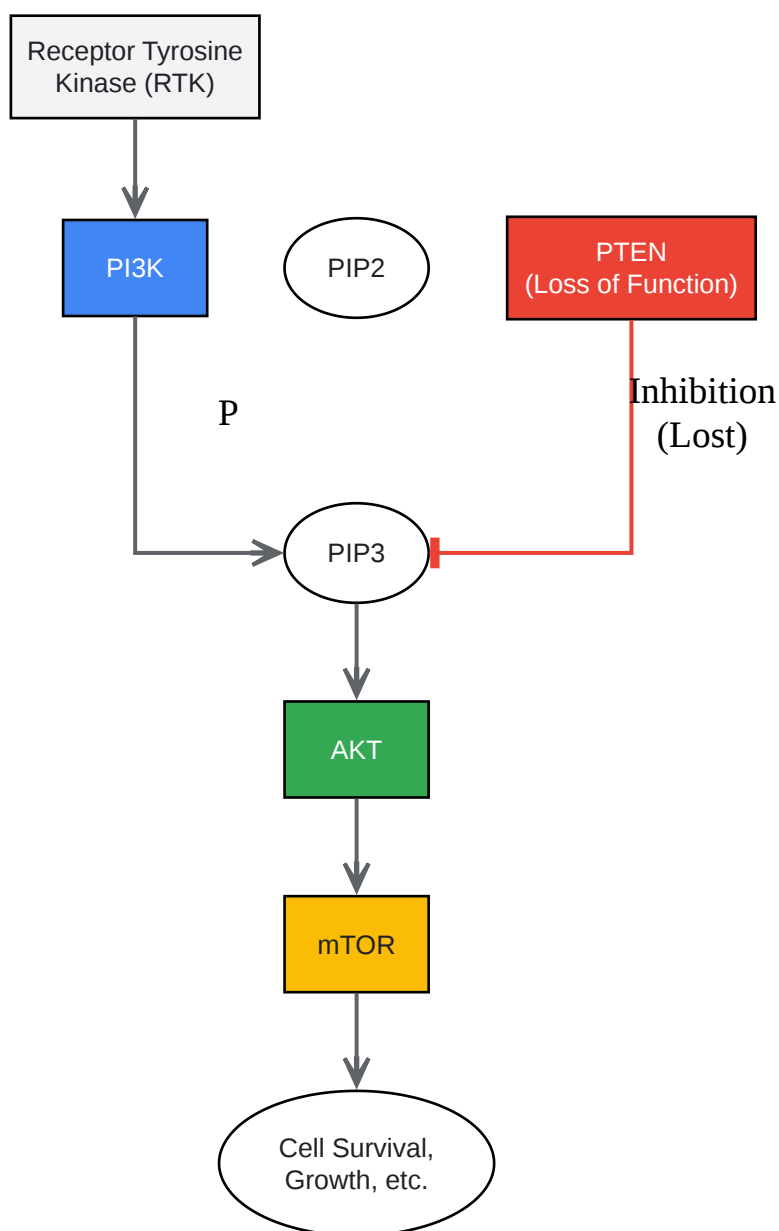 Receptor Tyrosine
Kinase (RTK)
PI3K
PIP2
PTEN
(Loss of Function)
P
Inhibition
(Lost)
PIP3
AKT
mTOR
Cell Survival,
Growth, etc.